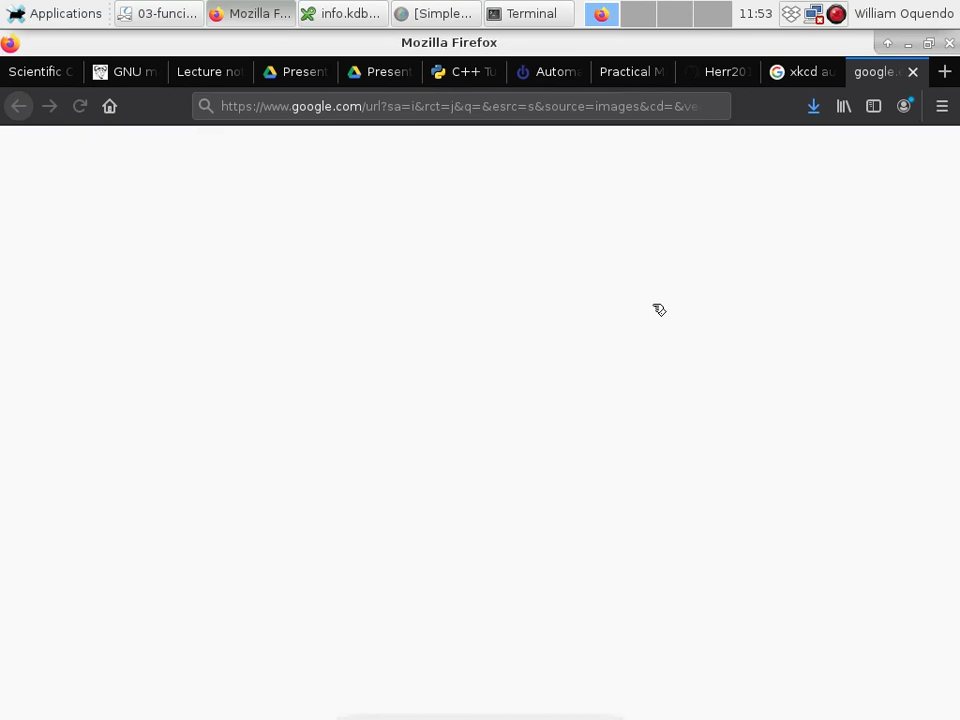 Applications 03-funci... Mozilla F... info.kdb... [Simple... Terminal 11:53 William Oquendo
Mozilla Firefox
Scientific C GNU m Lecture no Present Present C++ Tu Autom Practical M Herr20 xkcd au google.
https://www.google.com/url?sa=i&rct=j&q=&esrc=s&source=images&cd=&ve